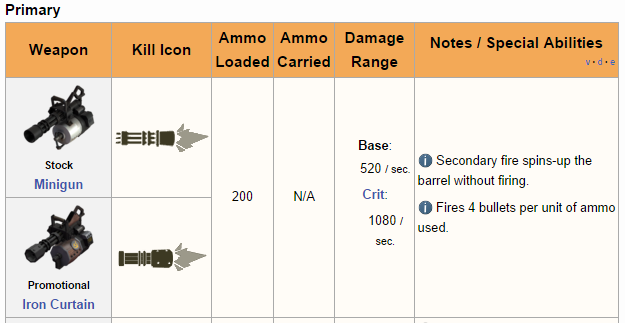 Primary
Weapon
Kill Icon
Ammo
Loaded
Ammo
Carried
Damage
Range
Notes / Special Abilities
v · d · e
Stock
Minigun
200
N/A
Base:
520 / sec.
Crit:
1080 /
sec.
Secondary fire spins-up the
barrel without firing.
Fires 4 bullets per unit of ammo
used.
Promotional
Iron Curtain